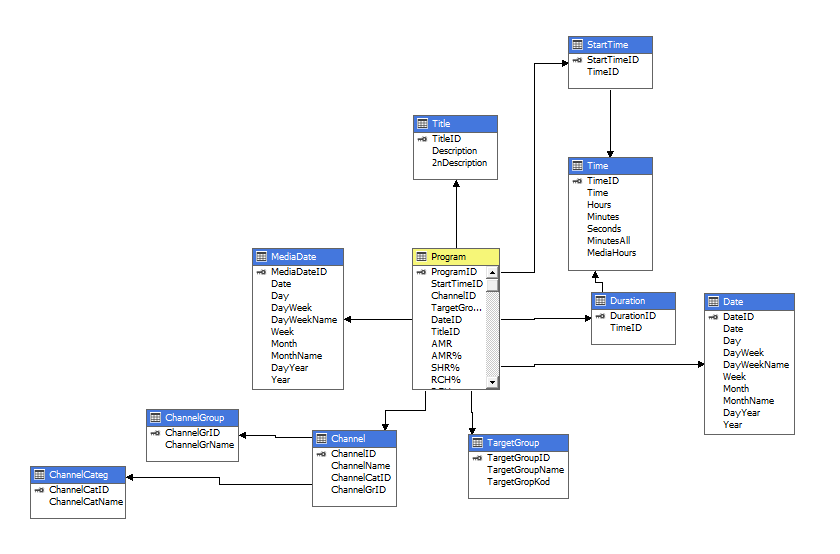 StartTime
StartTimeID
TimeID
Title
TitleID
Description
2nDescription
Time
TimeID
Time
Hours
Minutes
Seconds
MinutesAll
MediaHours
MediaDate
MediaDateID
Date
Day
DayWeek
DayWeekName
Week
Month
MonthName
DayYear
Year
Program
ProgramID
StartTimeID
ChannelID
TargetGro...
DateID
TitleID
AMR
AMR%
SHR%
RCH%
Duration
DurationID
TimeID
Date
DateID
Date
Day
DayWeek
DayWeekName
Week
Month
MonthName
DayYear
Year
ChannelGroup
ChannelGrID
ChannelGrName
Channel
ChannelID
ChannelName
ChannelCatID
ChannelGrID
TargetGroup
TargetGroupID
TargetGroupName
TargetGropKod
ChannelCateg
ChannelCatID
ChannelCatName